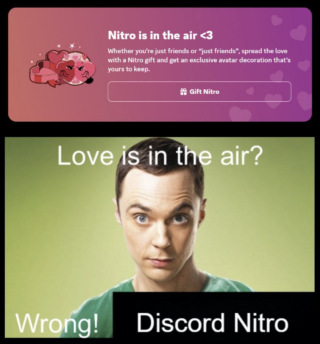 Nitro is in the air <3
Whether you're just friends or "just friends", spread the love
with a Nitro gift and get an exclusive avatar decoration that's
yours to keep.
Gift Nitro
Love is in the air?
Wrong!
Discord Nitro